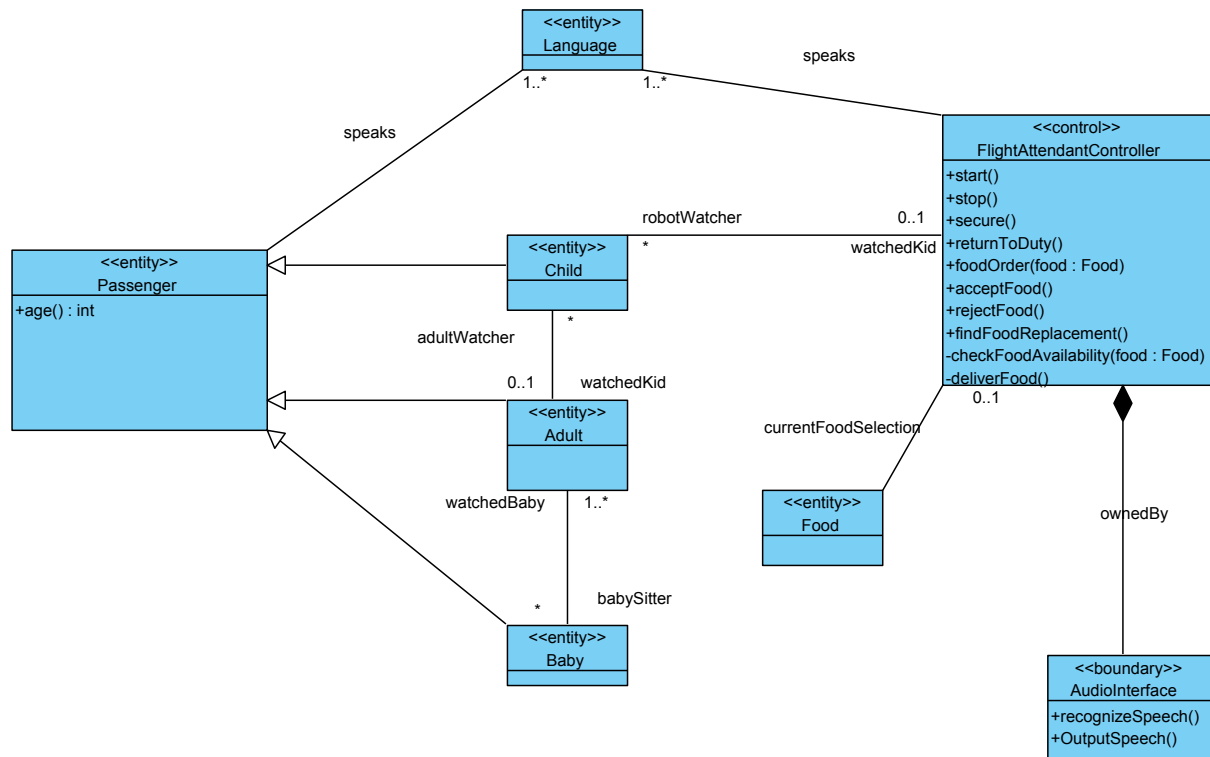 <<entity>>
Language
1..*
1..*
speaks
speaks
<<control>>
FlightAttendantController
+start()
+stop()
+secure()
+returnToDuty()
+foodOrder(food : Food)
+acceptFood()
+rejectFood()
+findFoodReplacement()
-checkFoodAvailability(food : Food)
-deliverFood()
robotWatcher
0..1
*
watchedKid
<<entity>>
Passenger
+age() : int
<<entity>>
Child
*
adultWatcher
0..1
watchedKid
<<entity>>
Adult
watchedBaby
1..*
0..1
currentFoodSelection
<<entity>>
Food
ownedBy
*
babySitter
<<entity>>
Baby
<<boundary>>
AudioInterface
+recognizeSpeech()
+OutputSpeech()